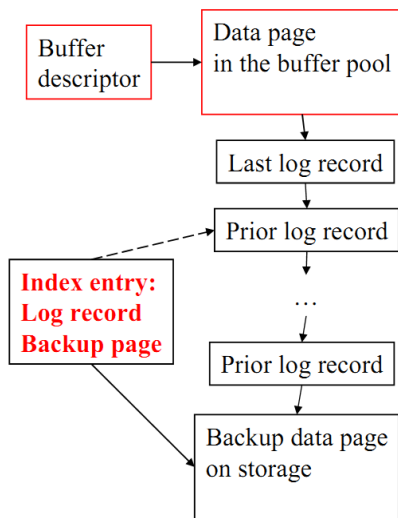 Buffer
descriptor
Data page
in the buffer pool
Last log record
Prior log record
Index entry:
Log record
Backup page
…
Prior log record
Backup data page
on storage